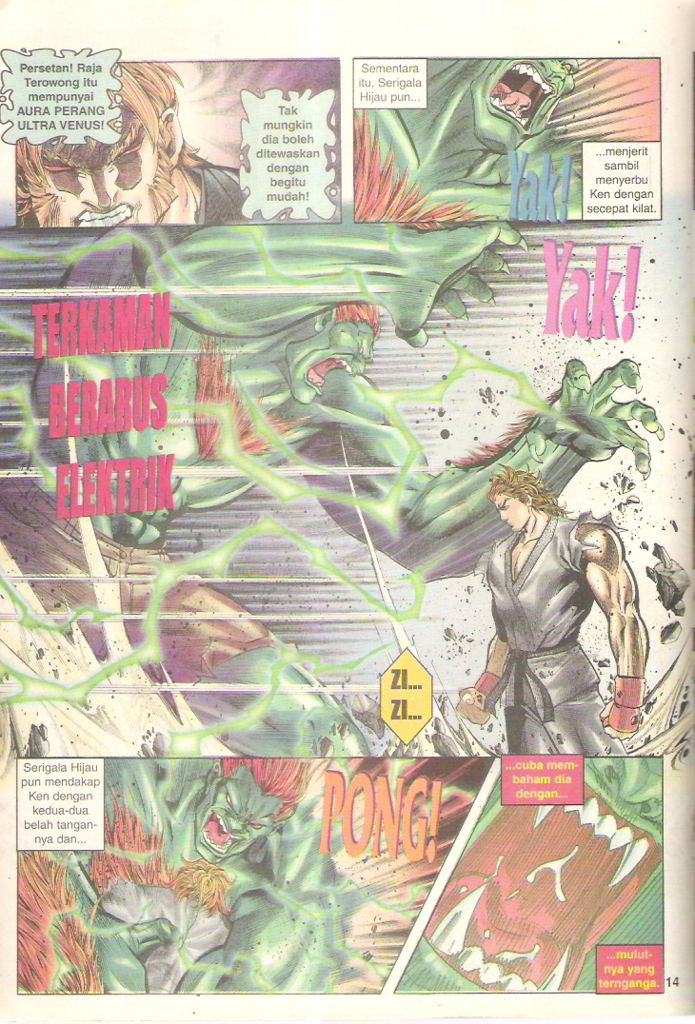 Persetan! Raja
Terowong itu
mempunyai
AURA PERANG
ULTRA VENUS!
Tak
mungkin
dia boleh
ditewaskan
dengan
begitu
mudah!
Sementara
itu, Serigala
Hijau pun...
Yak!
...menjerit
sambil
menyerbu
Ken dengan
secepat kilat.
Yak!
TERKAMAN
BERARUS
ELEKTRIK
ZI...
ZI...
Serigala Hijau
pun mendakap
Ken dengan
kedua-dua
belah tangan-
nya dan...
PONG!
...cuba mem-
baham dia
dengan...
...mulut-
nya yang
ternganga.
14